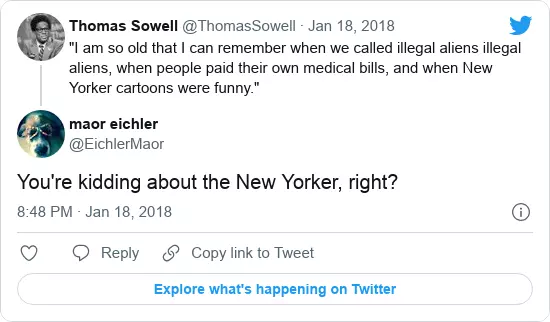 Thomas Sowell @ThomasSowell · Jan 18, 2018
"I am so old that I can remember when we called illegal aliens illegal
aliens, when people paid their own medical bills, and when New
Yorker cartoons were funny."
maor eichler
@EichlerMaor
You're kidding about the New Yorker, right?
8:48 PM · Jan 18, 2018
Reply Copy link to Tweet
Explore what's happening on Twitter